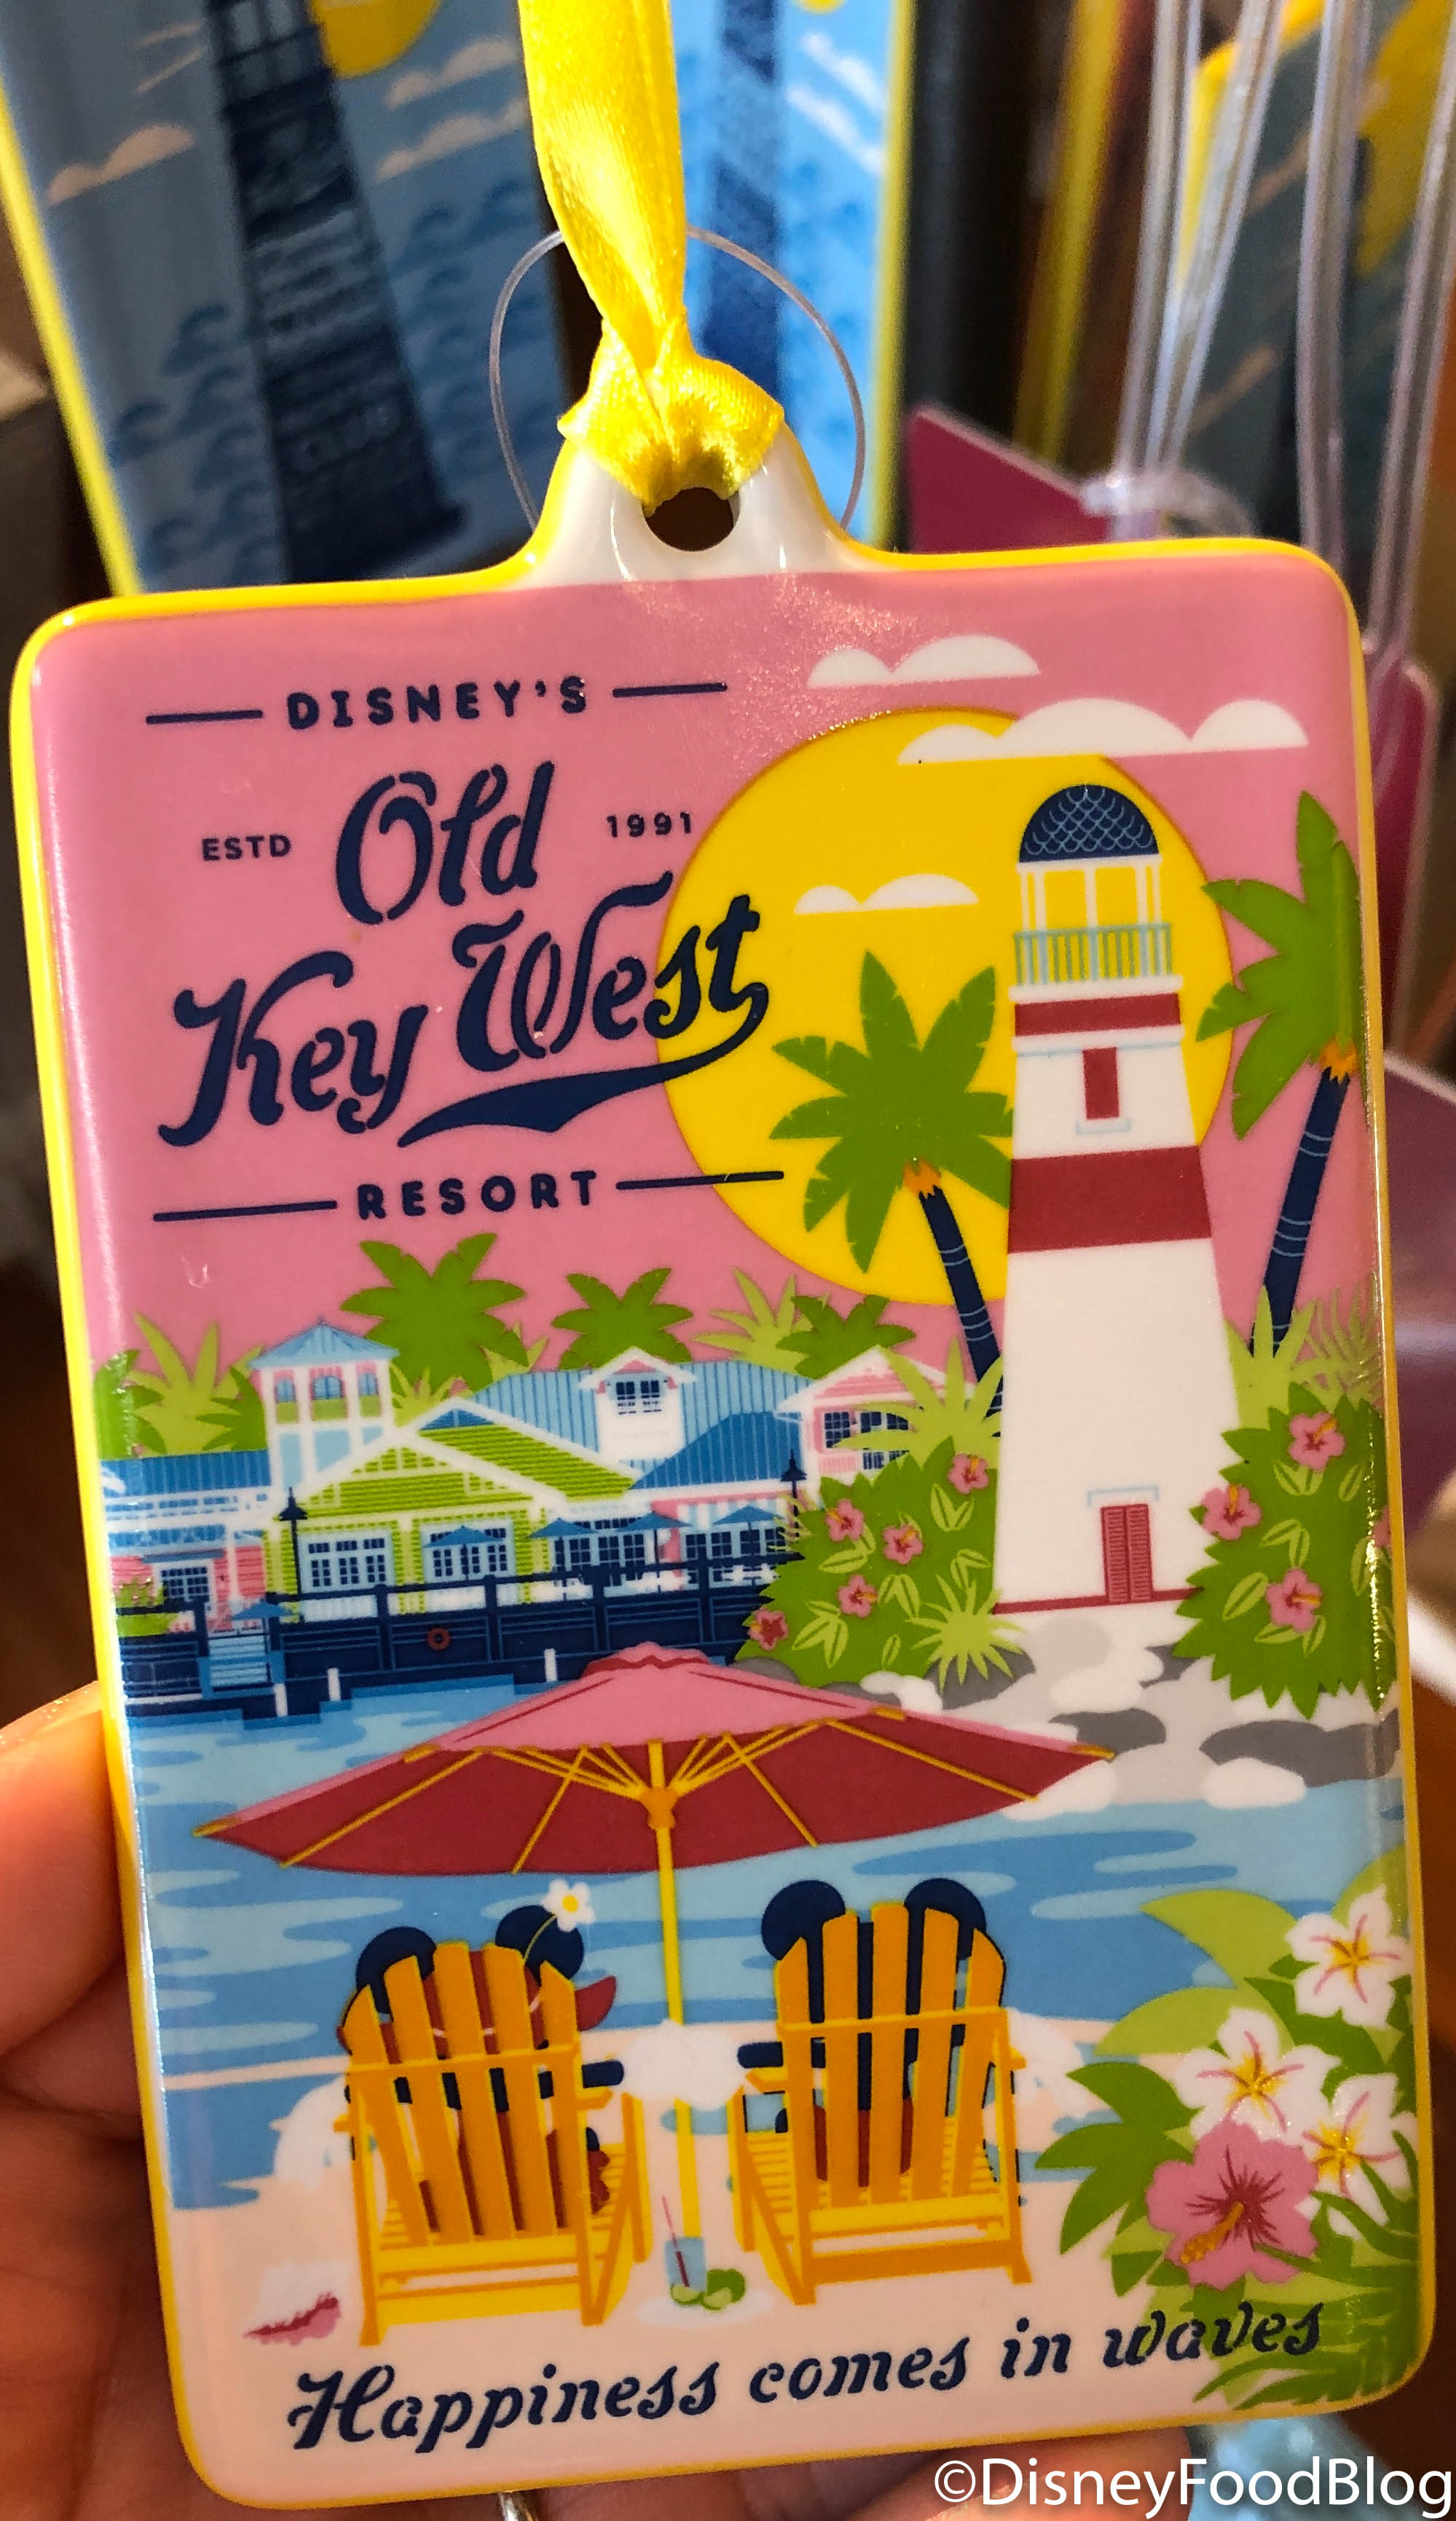 DISNEY'S
ESTD Old 1991
Key West
RESORT
Happiness comes in waves
©DisneyFoodBlog